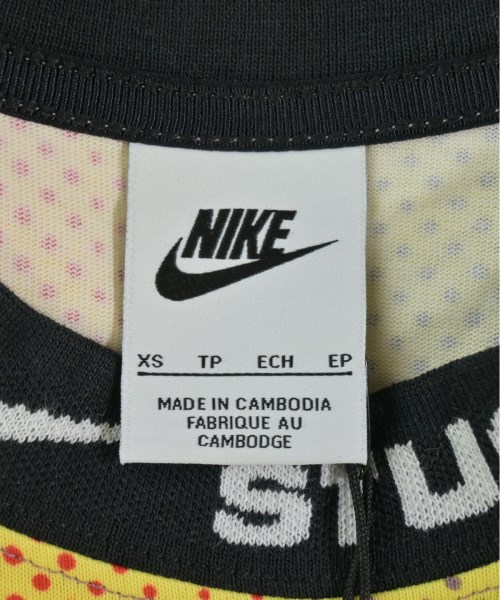 NIKE
XS TP ECH EP
MADE IN CAMBODIA
FABRIQUE AU
CAMBODGE